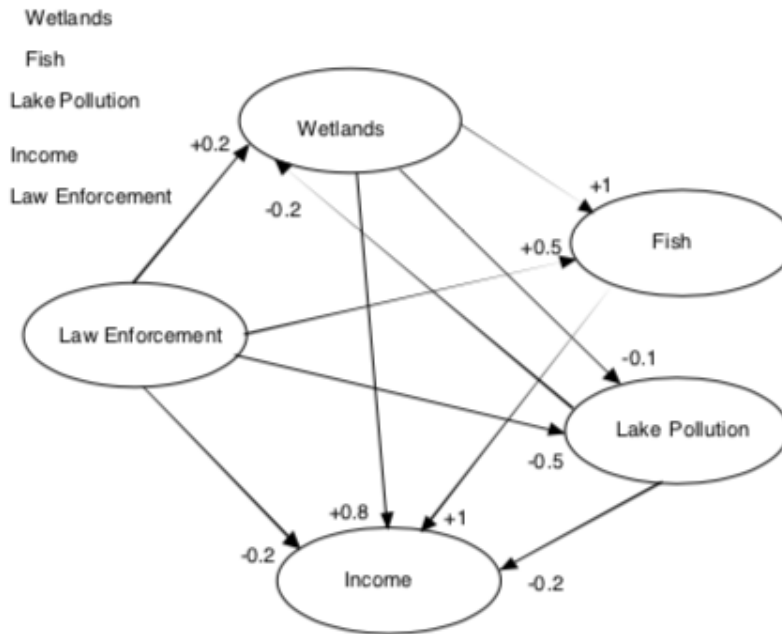 Wetlands
Fish
Lake Pollution
Income
Law Enforcement
Wetlands
+0.2
-0.2
+1
+0.5
Fish
Law Enforcement
-0.1
Lake Pollution
-0.5
+0.8
+1
-0.2
Income
-0.2